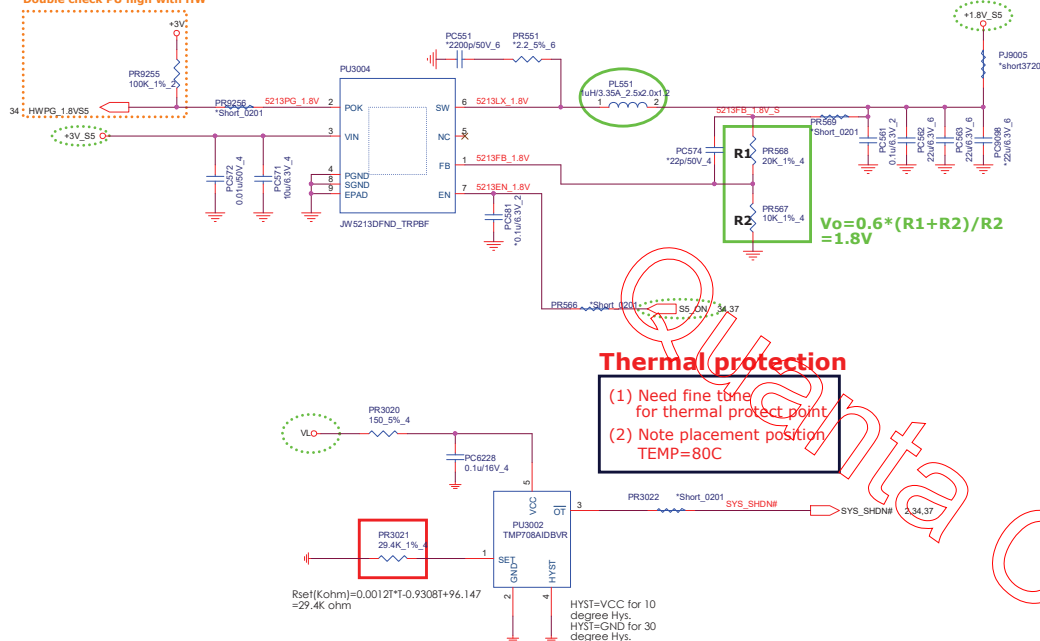 Double check PU high with HW
+3V
PR9255
100K_1%_2
34 HWPG_1.8VS5
PR9256
*Short_0201
5213PG_1.8V
+3V_S5
PC572
0.01u/50V_4
PC571
10u/6.3V_4
PU3004
2
POK
3
VIN
4
PGND
8
SGND
9
EPAD
SW
6
NC
5
FB
1
EN
7
JW5213DFND_TRPBF
PC551
*2200p/50V_6
PR551
*2.2_5%_6
5213LX_1.8V
PL551
1uH/3.35A_2.5x2.0x1.2
1
2
5213FB_1.8V_S
PR569
*Short_0201
PC574
*22p/50V_4
R1
PR568
20K_1%_4
R2
PR567
10K_1%_4
5213FB_1.8V
5213EN_1.8V
PC581
*0.1u/6.3V_2
PC561
0.1u/6.3V_2
PC562
22u/6.3V_6
PC563
22u/6.3V_6
PC9098
*22u/6.3V_6
+1.8V_S5
PJ9005
*short3720
Vo=0.6*(R1+R2)/R2
=1.8V
PR566
*Short_0201
S5_ON
34,37
Thermal protection
(1) Need fine tune
for thermal protect point
(2) Note placement position
TEMP=80C
VL
PR3020
150_5%_4
PC6228
0.1u/16V_4
5
VCC
PU3002
TMP708AIDBVR
OT
3
PR3022
*Short_0201
SYS_SHDN#
SYS_SHDN# 2,34,37
PR3021
29.4K_1%_4
1
SET
GND
2
HYST
4
Rset(Kohm)=0.0012T*T-0.9308T+96.147
=29.4K ohm
HYST=VCC for 10
degree Hys.
HYST=GND for 30
degree Hys.
Quanta C